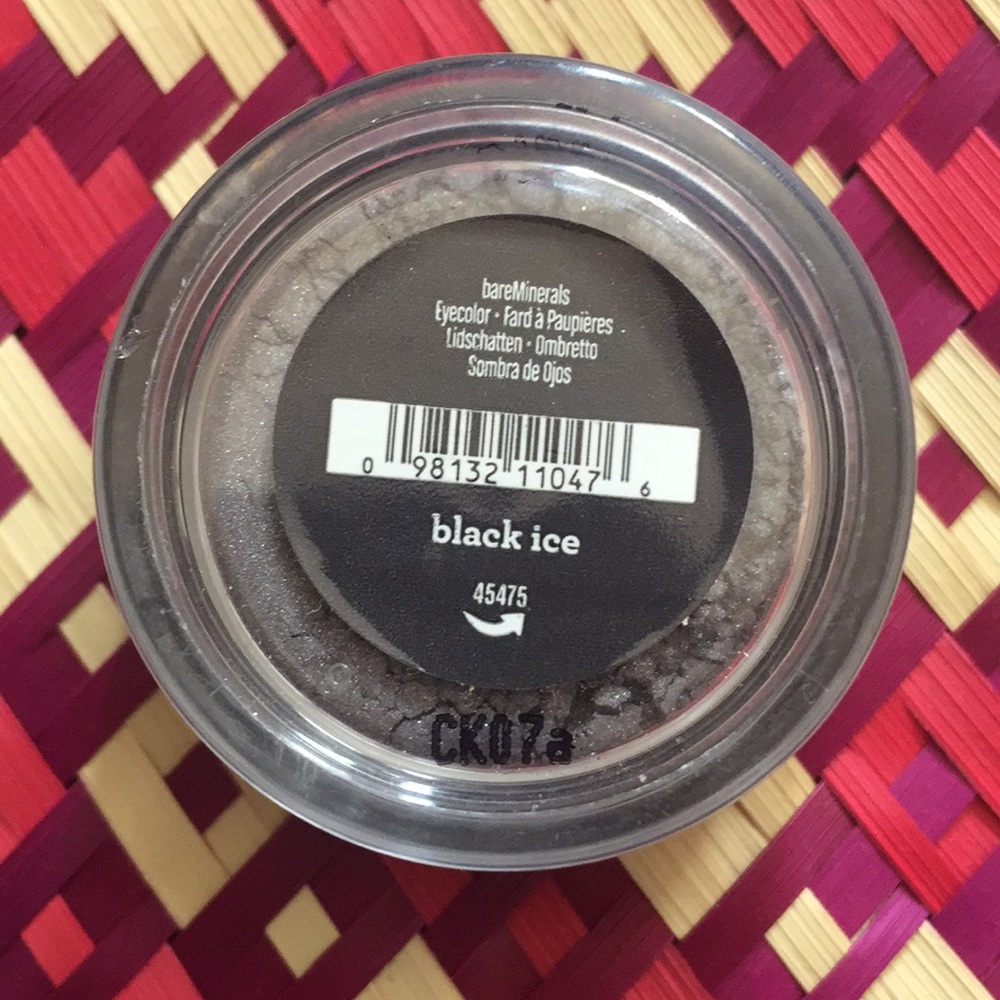 bareMinerals
Eyecolor • Fard à Paupières
Lidschatten • Ombretto
Sombra de Ojos
0 98132 11047 6
black ice
45475
CK07a